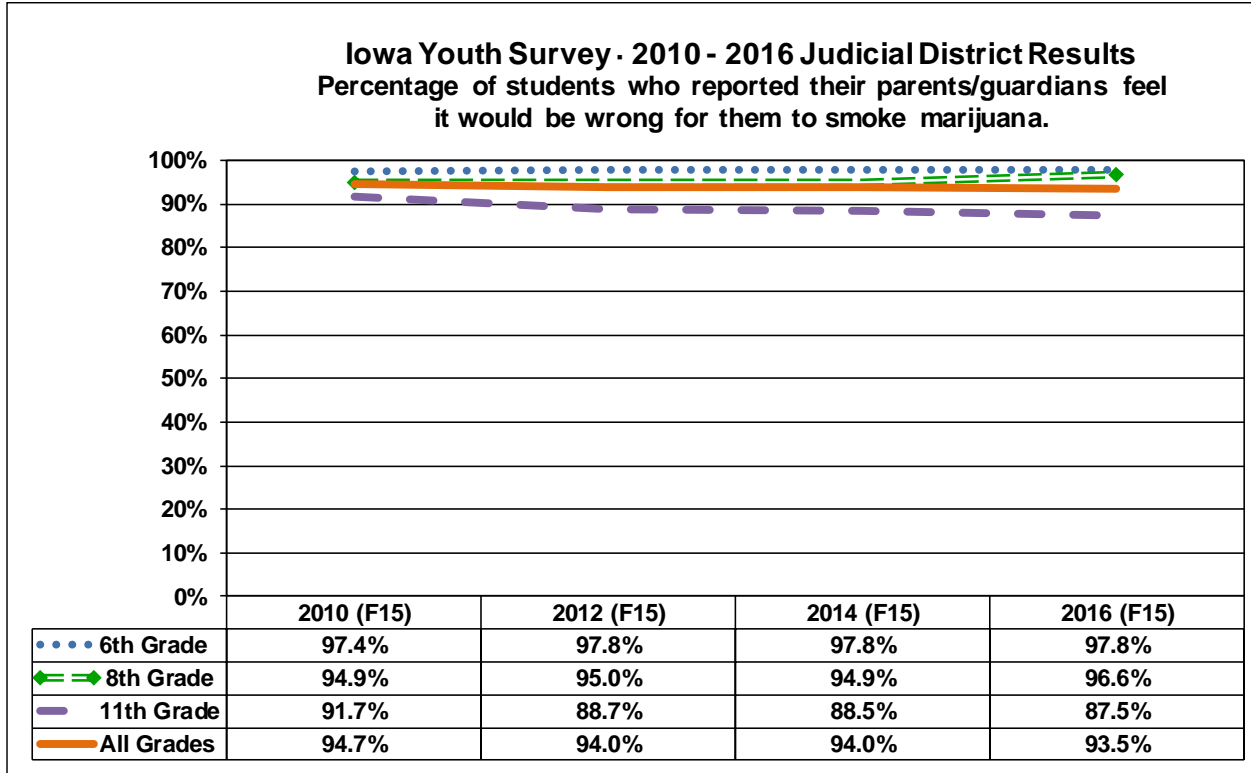 Iowa Youth Survey · 2010 - 2016 Judicial District Results
Percentage of students who reported their parents/guardians feel
it would be wrong for them to smoke marijuana.
100%
90%
80%
70%
60%
50%
40%
30%
20%
10%
0%
2010 (F15) 2012 (F15) 2014 (F15) 2016 (F15)
6th Grade 97.4% 97.8% 97.8% 97.8%
8th Grade 94.9% 95.0% 94.9% 96.6%
11th Grade 91.7% 88.7% 88.5% 87.5%
All Grades 94.7% 94.0% 94.0% 93.5%